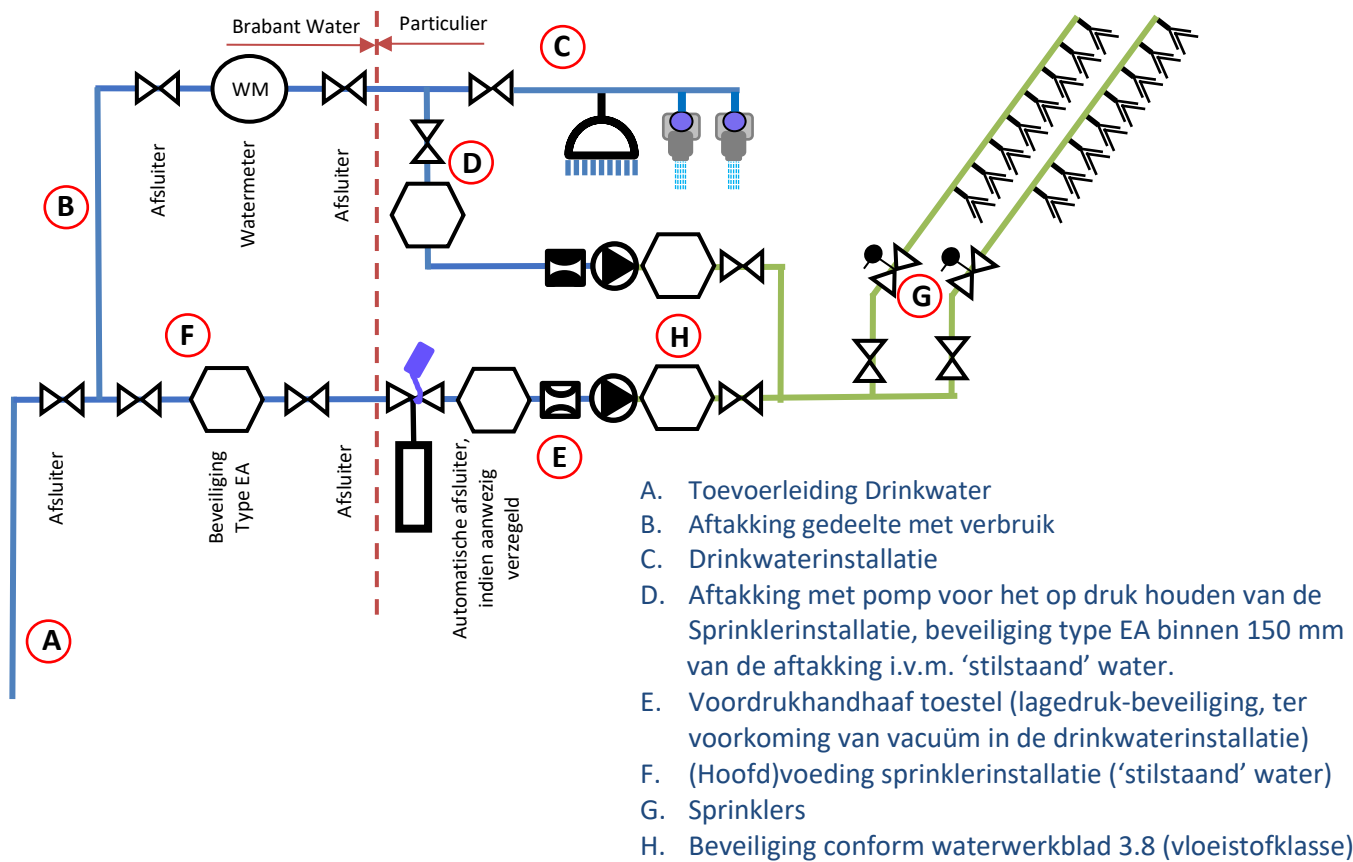 Brabant Water
Particulier
C
WM
D
B
Afsluiter
Watermeter
Afsluiter
G
F
H
E
Afsluiter
Beveiliging
Type EA
Afsluiter
Automatische afsluiter,
indien aanwezig
verzegeld
A
A. Toevoerleiding Drinkwater
B. Aftakking gedeelte met verbruik
C. Drinkwaterinstallatie
D. Aftakking met pomp voor het op druk houden van de
Sprinklerinstallatie, beveiliging type EA binnen 150 mm
van de aftakking i.v.m. ‘stilstaand’ water.
E. Voordrukhandhaaf toestel (lagedruk-beveiliging, ter
voorkoming van vacuüm in de drinkwaterinstallatie)
F. (Hoofd)voeding sprinklerinstallatie (‘stilstaand’ water)
G. Sprinklers
H. Beveiliging conform waterwerkblad 3.8 (vloeistofklasse)